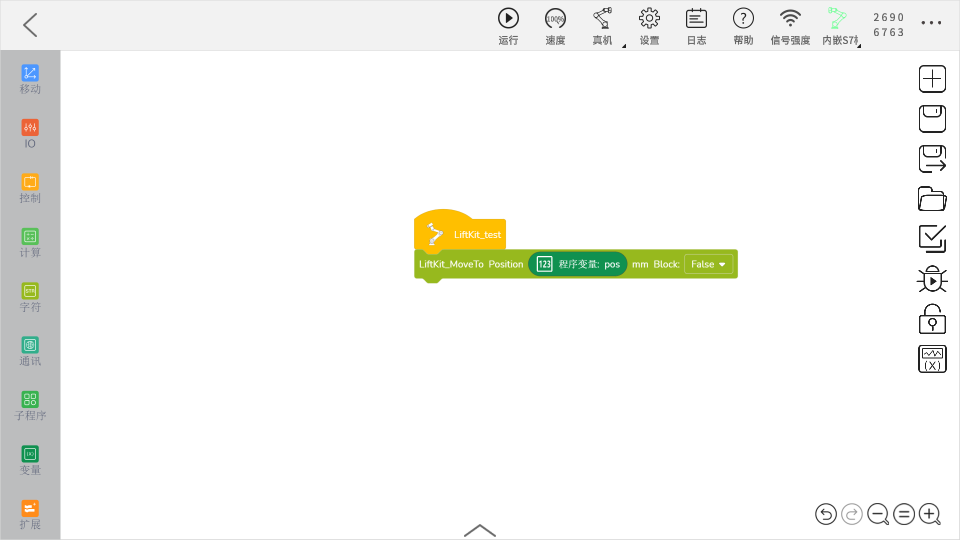 100%
运行
速度
真机
设置
日志
帮助
信号强度
内嵌S7机
2690
6763
移动
IO
控制
计算
字符
通讯
子程序
变量
扩展
LiftKit_test
LiftKit_MoveTo Position 123 程序变量: pos mm Block: False
STR
(X)